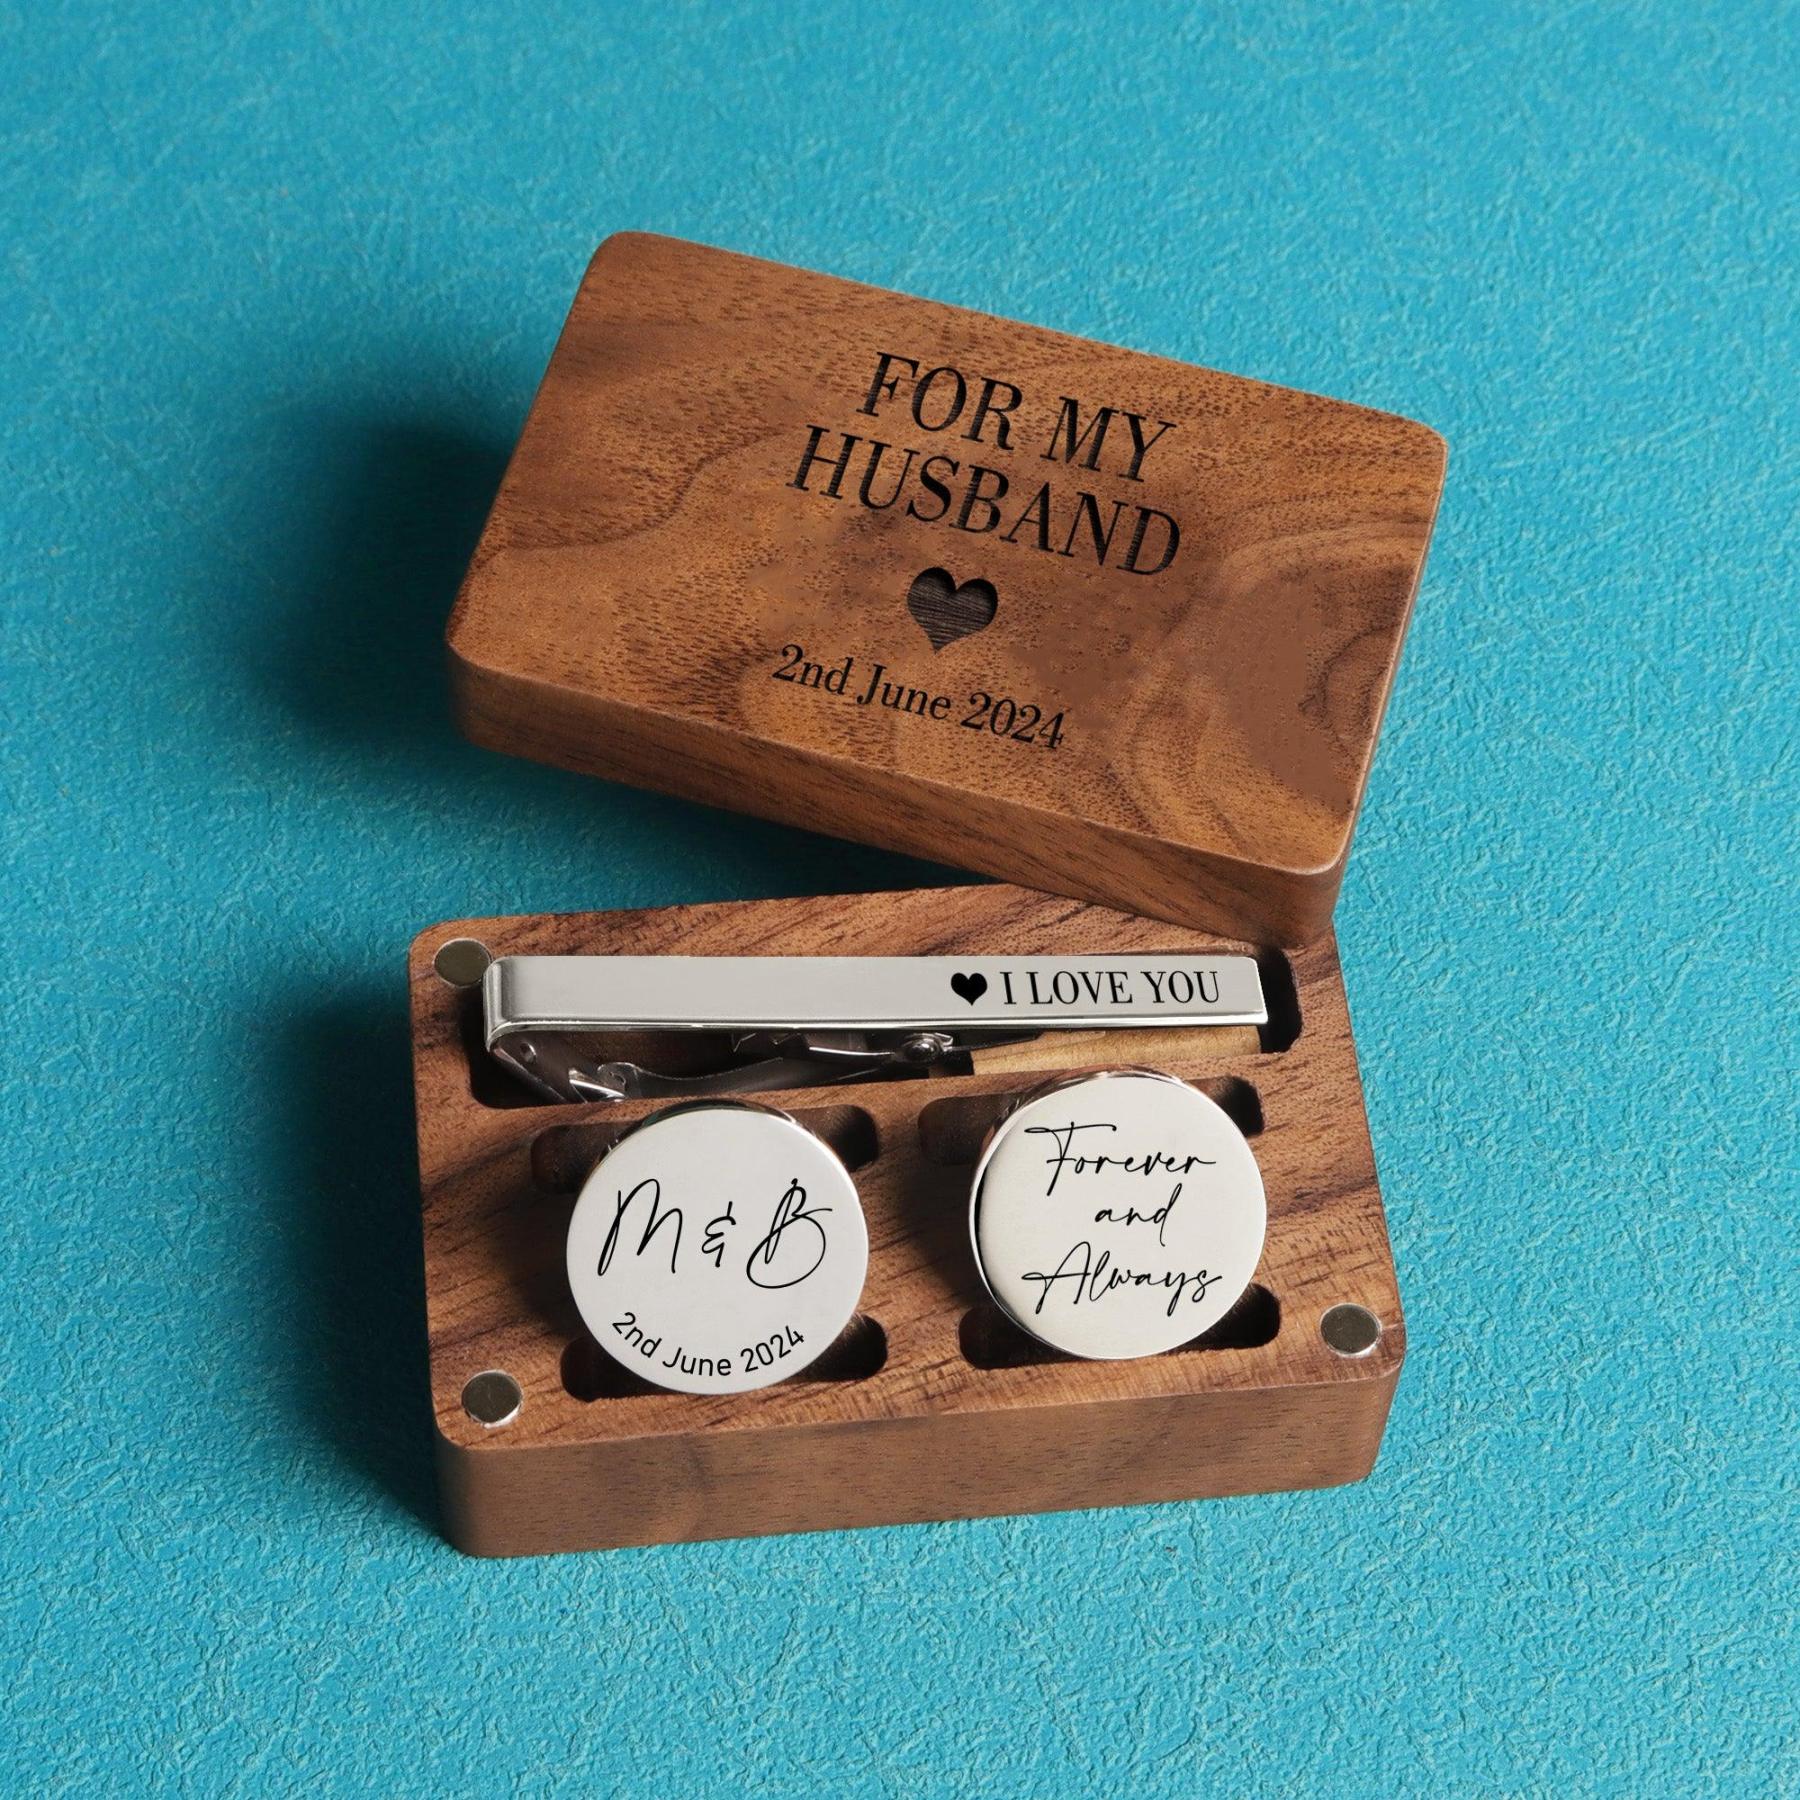 FOR MY
HUSBAND
2nd June 2024
I LOVE YOU
M & B
2nd June 2024
Forever
and
Always